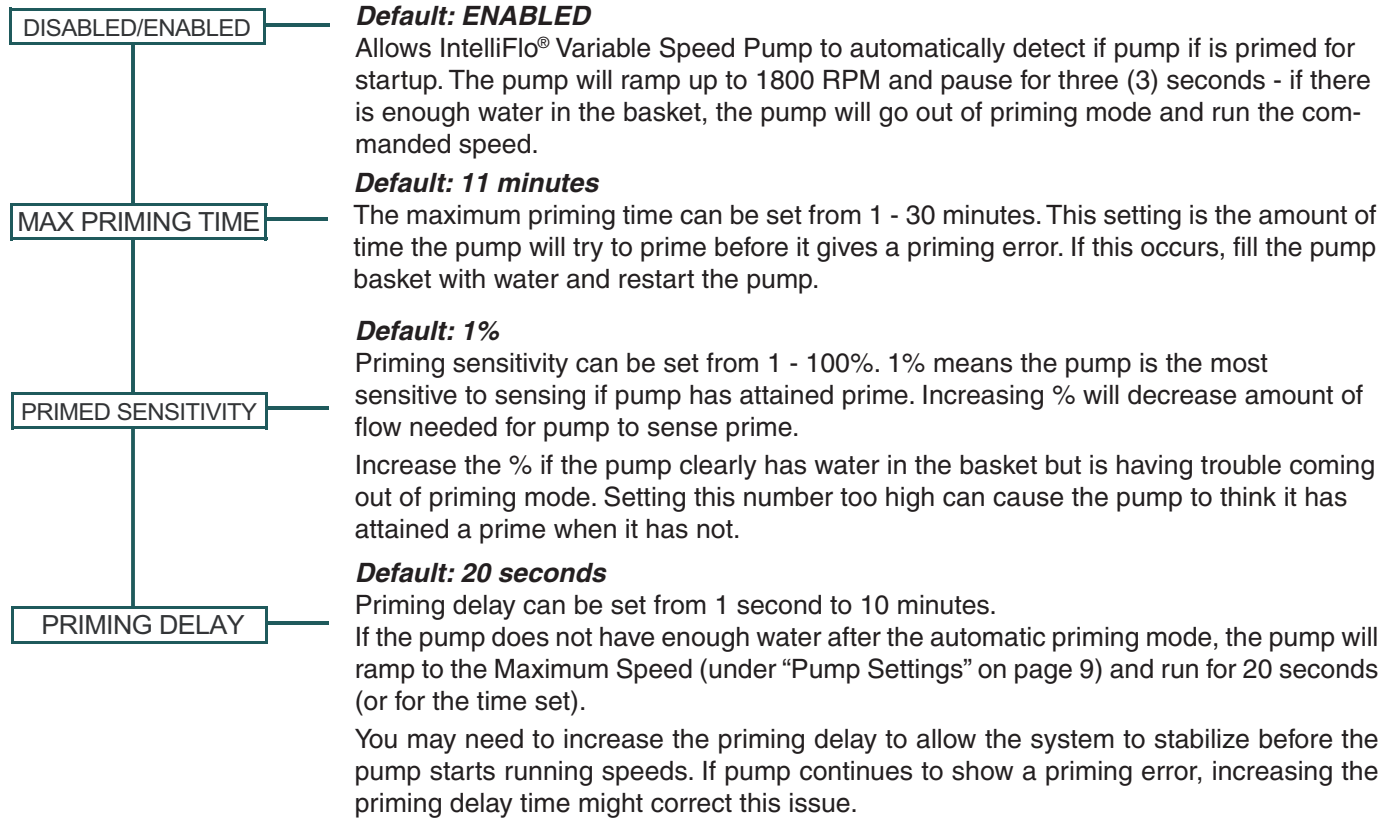 DISABLED/ENABLED
Default: ENABLED
Allows IntelliFlo® Variable Speed Pump to automatically detect if pump if is primed for
startup. The pump will ramp up to 1800 RPM and pause for three (3) seconds - if there
is enough water in the basket, the pump will go out of priming mode and run the com-
manded speed.
MAX PRIMING TIME
Default: 11 minutes
The maximum priming time can be set from 1 - 30 minutes. This setting is the amount of
time the pump will try to prime before it gives a priming error. If this occurs, fill the pump
basket with water and restart the pump.
PRIMED SENSITIVITY
Default: 1%
Priming sensitivity can be set from 1 - 100%. 1% means the pump is the most
sensitive to sensing if pump has attained prime. Increasing % will decrease amount of
flow needed for pump to sense prime.
Increase the % if the pump clearly has water in the basket but is having trouble coming
out of priming mode. Setting this number too high can cause the pump to think it has
attained a prime when it has not.
PRIMING DELAY
Default: 20 seconds
Priming delay can be set from 1 second to 10 minutes.
If the pump does not have enough water after the automatic priming mode, the pump will
ramp to the Maximum Speed (under “Pump Settings” on page 9) and run for 20 seconds
(or for the time set).
You may need to increase the priming delay to allow the system to stabilize before the
pump starts running speeds. If pump continues to show a priming error, increasing the
priming delay time might correct this issue.